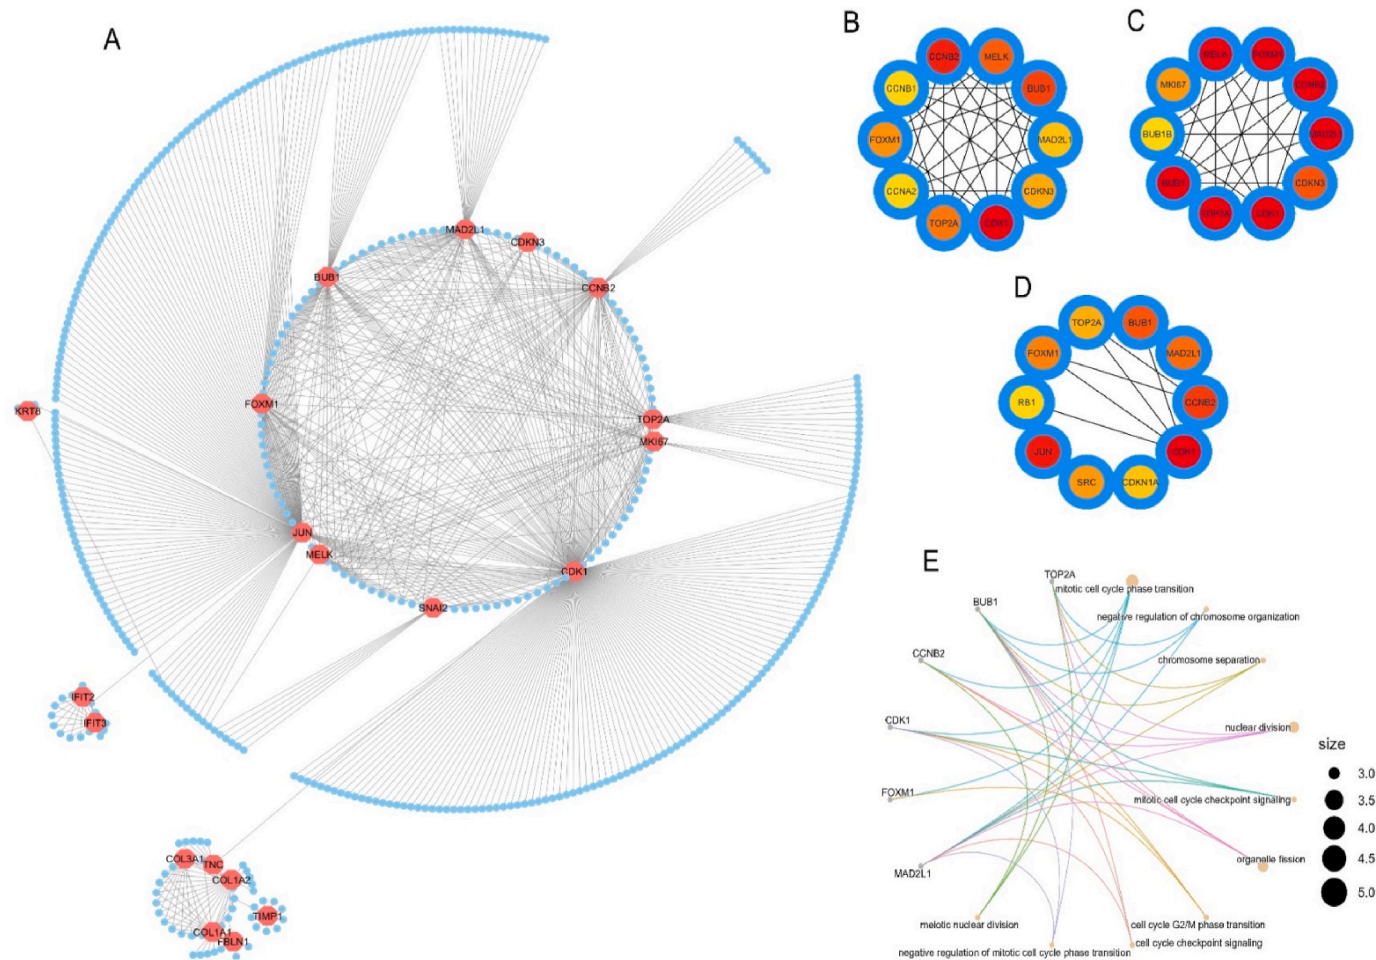 A
MAD2L1
CDKN3
BUB1
CCNB2
FOXM1
KRT8
TOP2A
MKI67
JUN
MELK
CDK1
SNAI2
IFIT2
IFIT3
COL3A1
TNC
COL1A2
TIMP1
COL1A1
FBLN1
B
CCNB2
MELK
CCNB1
BUB1
FOXM1
MAD2L1
CCNA2
CDKN3
TOP2A
CDK1
C
MELK
FOXM1
MKI67
CCNB2
BUB1B
MAD2L1
BUB1
CDKN3
TOP2A
CDK1
D
TOP2A
BUB1
FOXM1
MAD2L1
RB1
CCNB2
JUN
CDK1
SRC
CDKN1A
E
TOP2A
mitotic cell cycle phase transition
BUB1
negative regulation of chromosome organization
CCNB2
chromosome separation
CDK1
nuclear division
FOXM1
mitotic cell cycle checkpoint signaling
MAD2L1
organelle fission
meiotic nuclear division
cell cycle G2/M phase transition
negative regulation of mitotic cell cycle phase transition
cell cycle checkpoint signaling
size
3.0
3.5
4.0
4.5
5.0